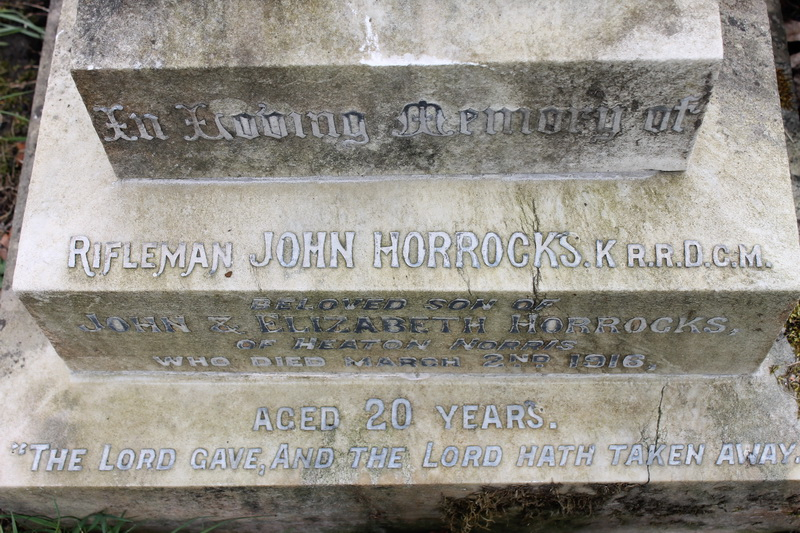 In Loving Memory of
RIFLEMAN JOHN HORROCKS. K.R.R.D.C.M.
BELOVED SON OF
JOHN & ELIZABETH HORROCKS,
OF HEATON NORRIS
WHO DIED MARCH 2ND 1916,
AGED 20 YEARS.
"THE LORD GAVE, AND THE LORD HATH TAKEN AWAY.